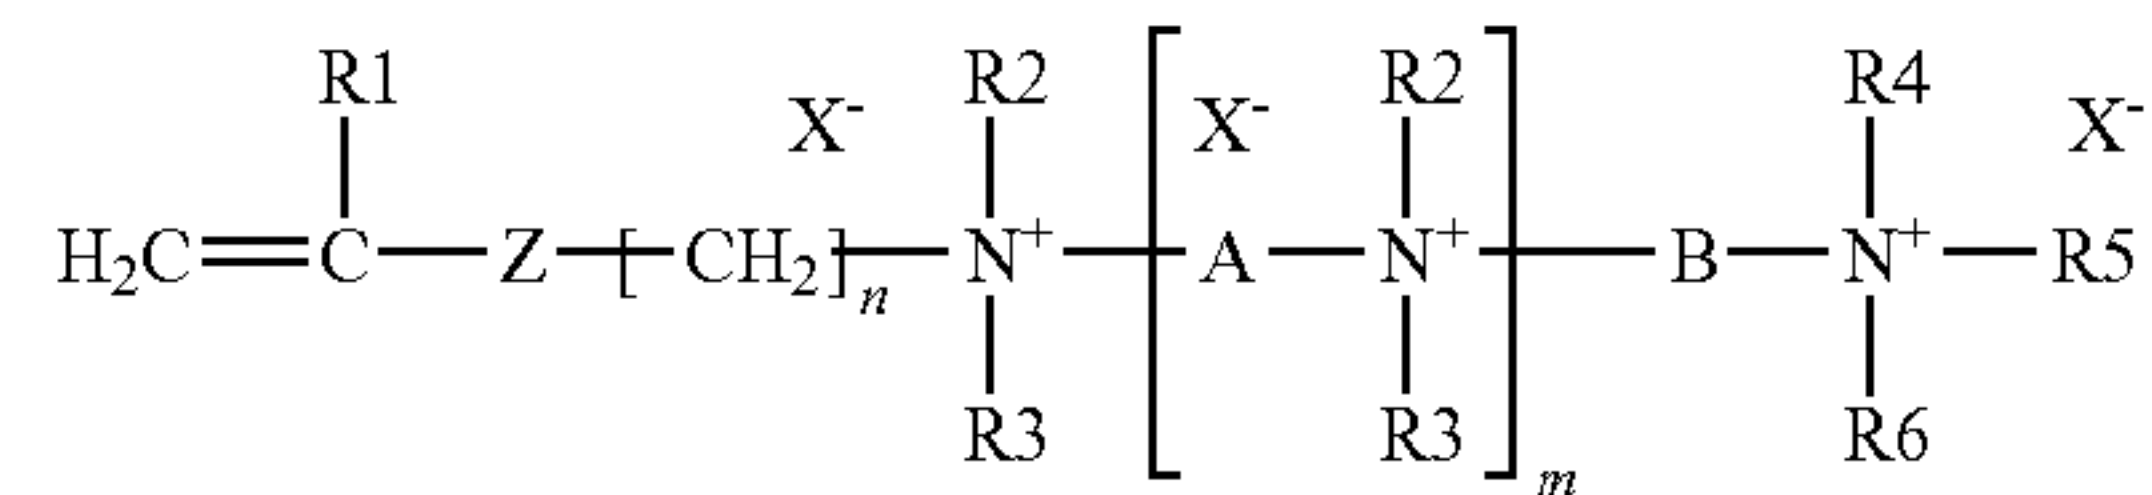 R1 X- R2 X- R2 R4 X-
H2C=C—Z—[CH2]n—N+—[A—N+]m—B—N+—R5
R3 R3 R6